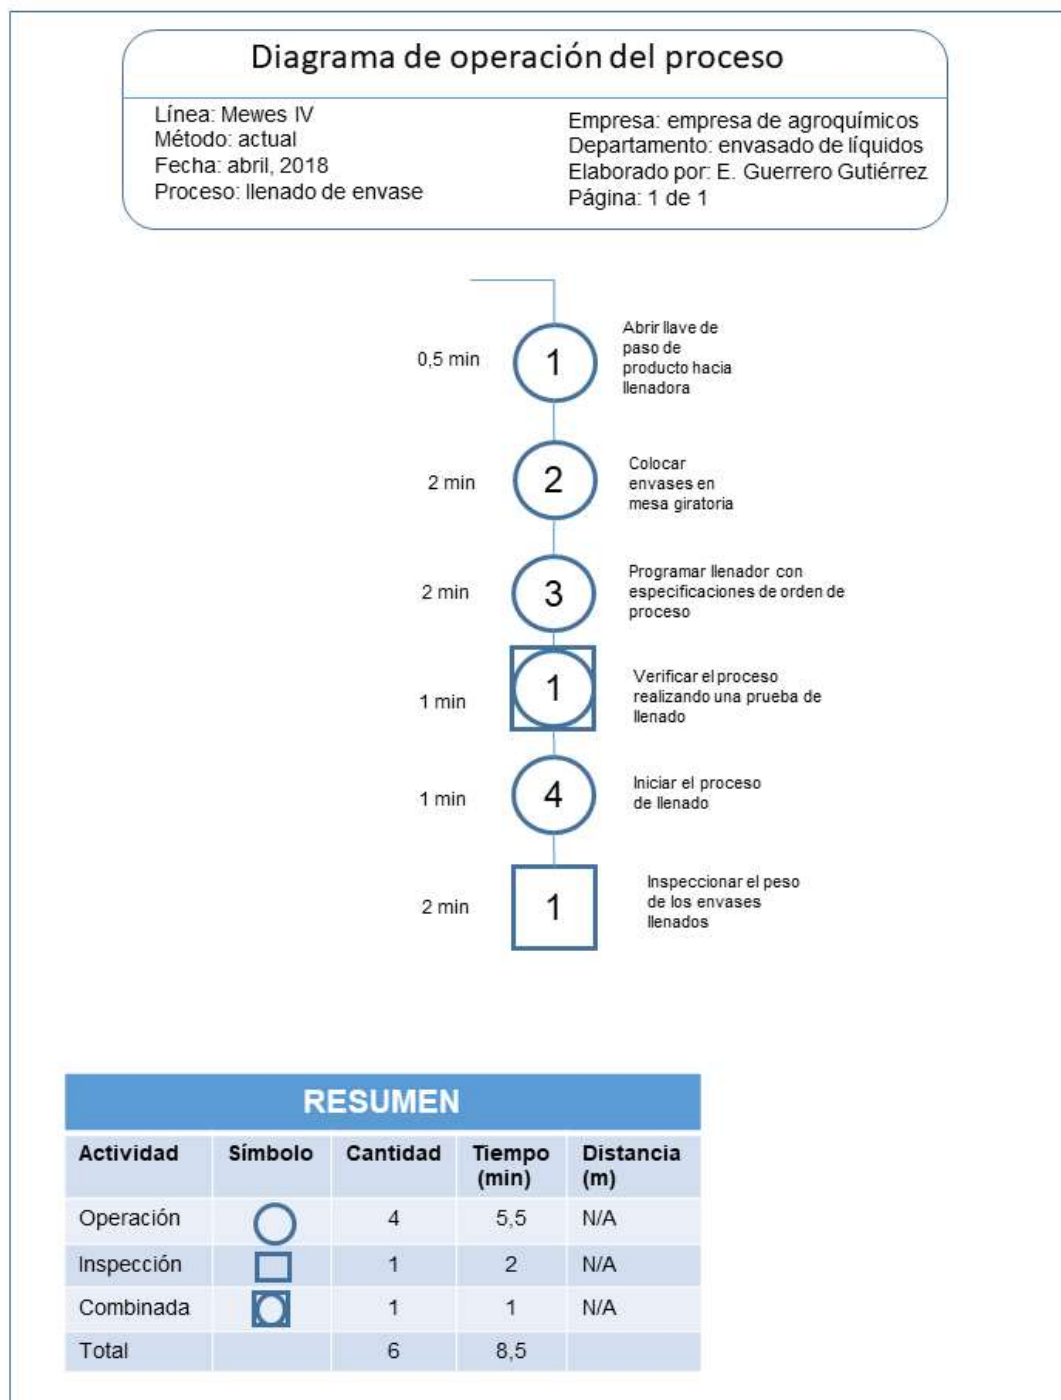 Diagrama de operación del proceso
Línea: Mewes IV
Método: actual
Fecha: abril, 2018
Proceso: llenado de envase
Empresa: empresa de agroquímicos
Departamento: envasado de líquidos
Elaborado por: E. Guerrero Gutiérrez
Página: 1 de 1
0,5 min
1
Abrir llave de
paso de
producto hacia
llenadora
2 min
2
Colocar
envases en
mesa giratoria
2 min
3
Programar llenador con
especificaciones de orden de
proceso
1 min
1
Verificar el proceso
realizando una prueba de
llenado
1 min
4
Iniciar el proceso
de llenado
2 min
1
Inspeccionar el peso
de los envases
llenados
RESUMEN
Actividad Símbolo Cantidad Tiempo (min) Distancia (m)
Operación 4 5,5 N/A
Inspección 1 2 N/A
Combinada 1 1 N/A
Total 6 8,5